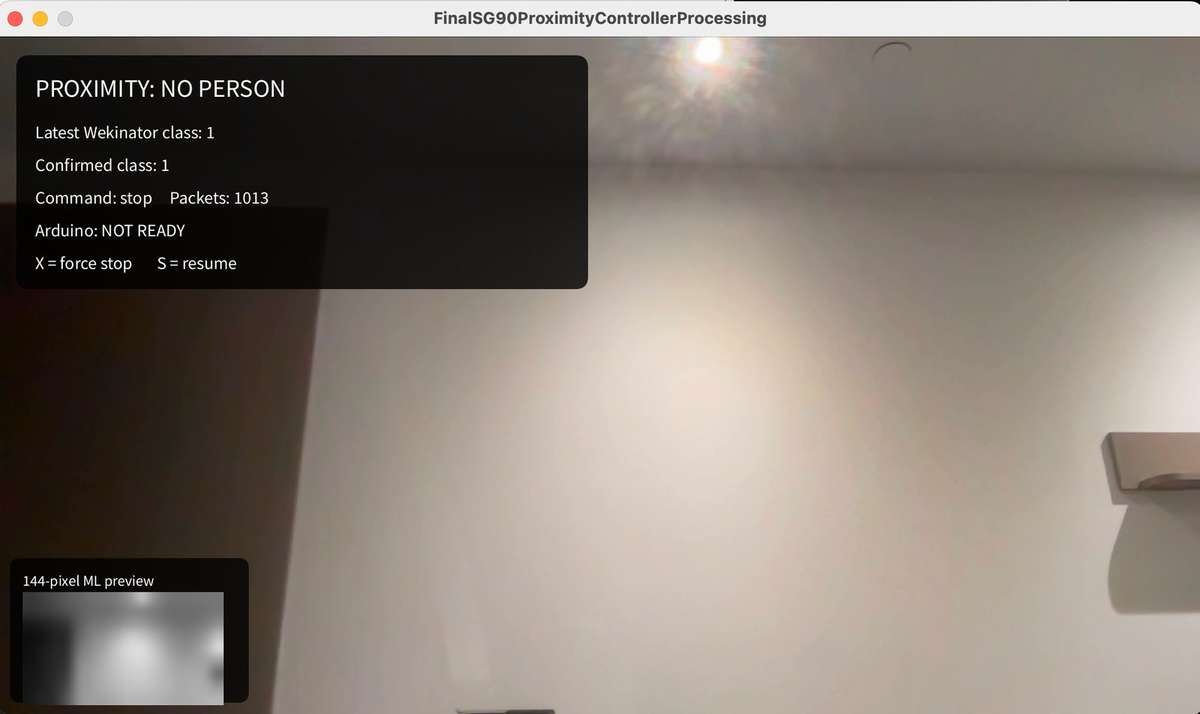 FinalSG90ProximityControllerProcessing
PROXIMITY: NO PERSON
Latest Wekinator class: 1
Confirmed class: 1
Command: stop Packets: 1013
Arduino: NOT READY
X = force stop S = resume
144-pixel ML preview